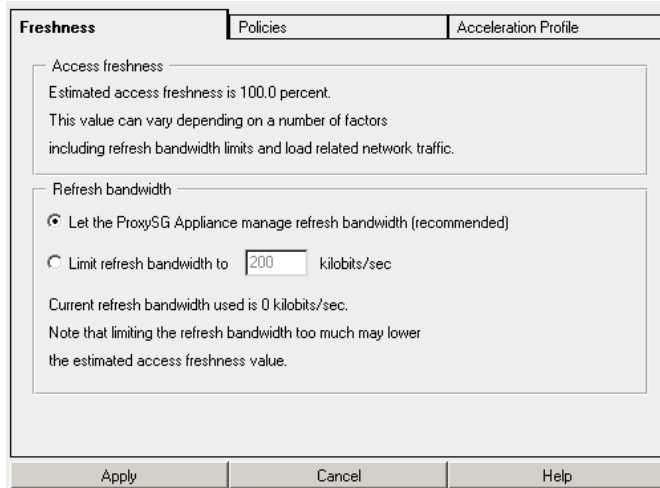 Freshness
Policies
Acceleration Profile
Access freshness
Estimated access freshness is 100.0 percent.
This value can vary depending on a number of factors
including refresh bandwidth limits and load related network traffic.
Refresh bandwidth
Let the ProxySG Appliance manage refresh bandwidth (recommended)
Limit refresh bandwidth to 200 kilobits/sec
Current refresh bandwidth used is 0 kilobits/sec.
Note that limiting the refresh bandwidth too much may lower
the estimated access freshness value.
Apply
Cancel
Help